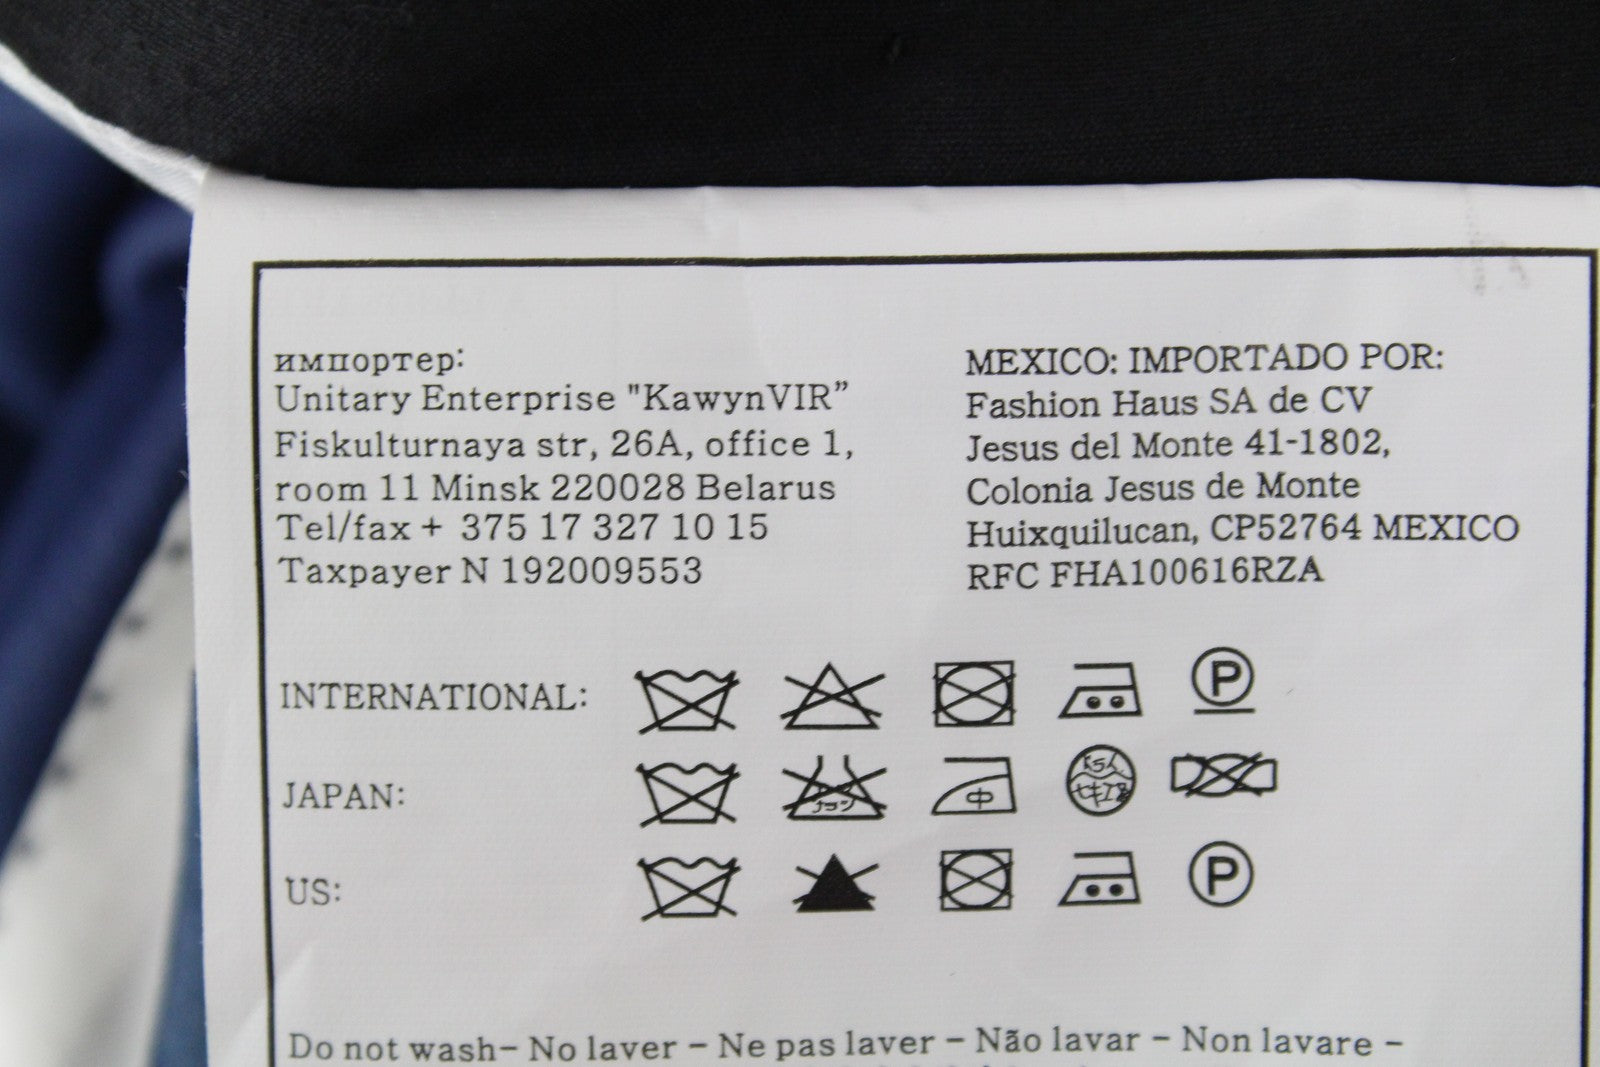 импортер:
Unitary Enterprise "KawynVIR”
Fiskulturnaya str, 26A, office 1,
room 11 Minsk 220028 Belarus
Tel/fax + 375 17 327 10 15
Taxpayer N 192009553
MEXICO: IMPORTADO POR:
Fashion Haus SA de CV
Jesus del Monte 41-1802,
Colonia Jesus de Monte
Huixquilucan, CP52764 MEXICO
RFC FHA100616RZA
INTERNATIONAL:
P
JAPAN:
中
US:
P
Do not wash– No laver – Ne pas laver – Não lavar – Non lavare –